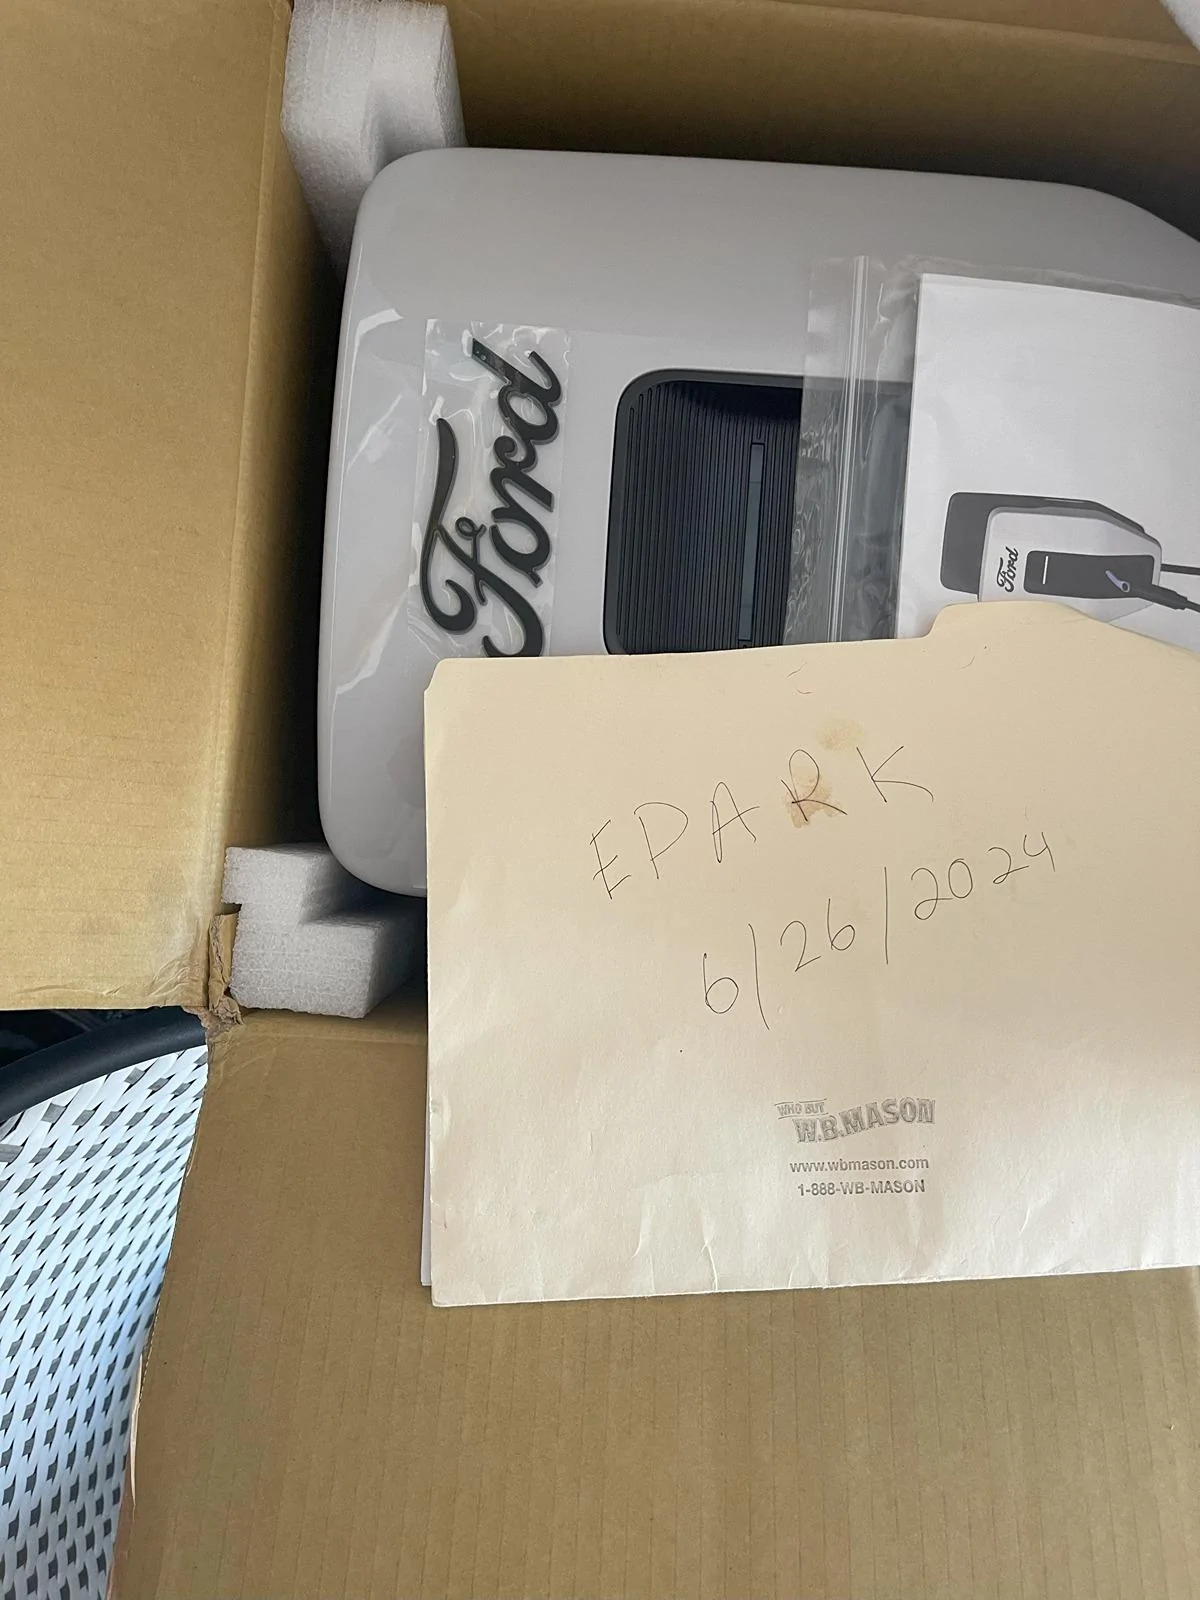 Ford
Ford
EPARK
6/26/2024
WHO BUT
W.B.MASON
www.wbmason.com
1-888-WB-MASON